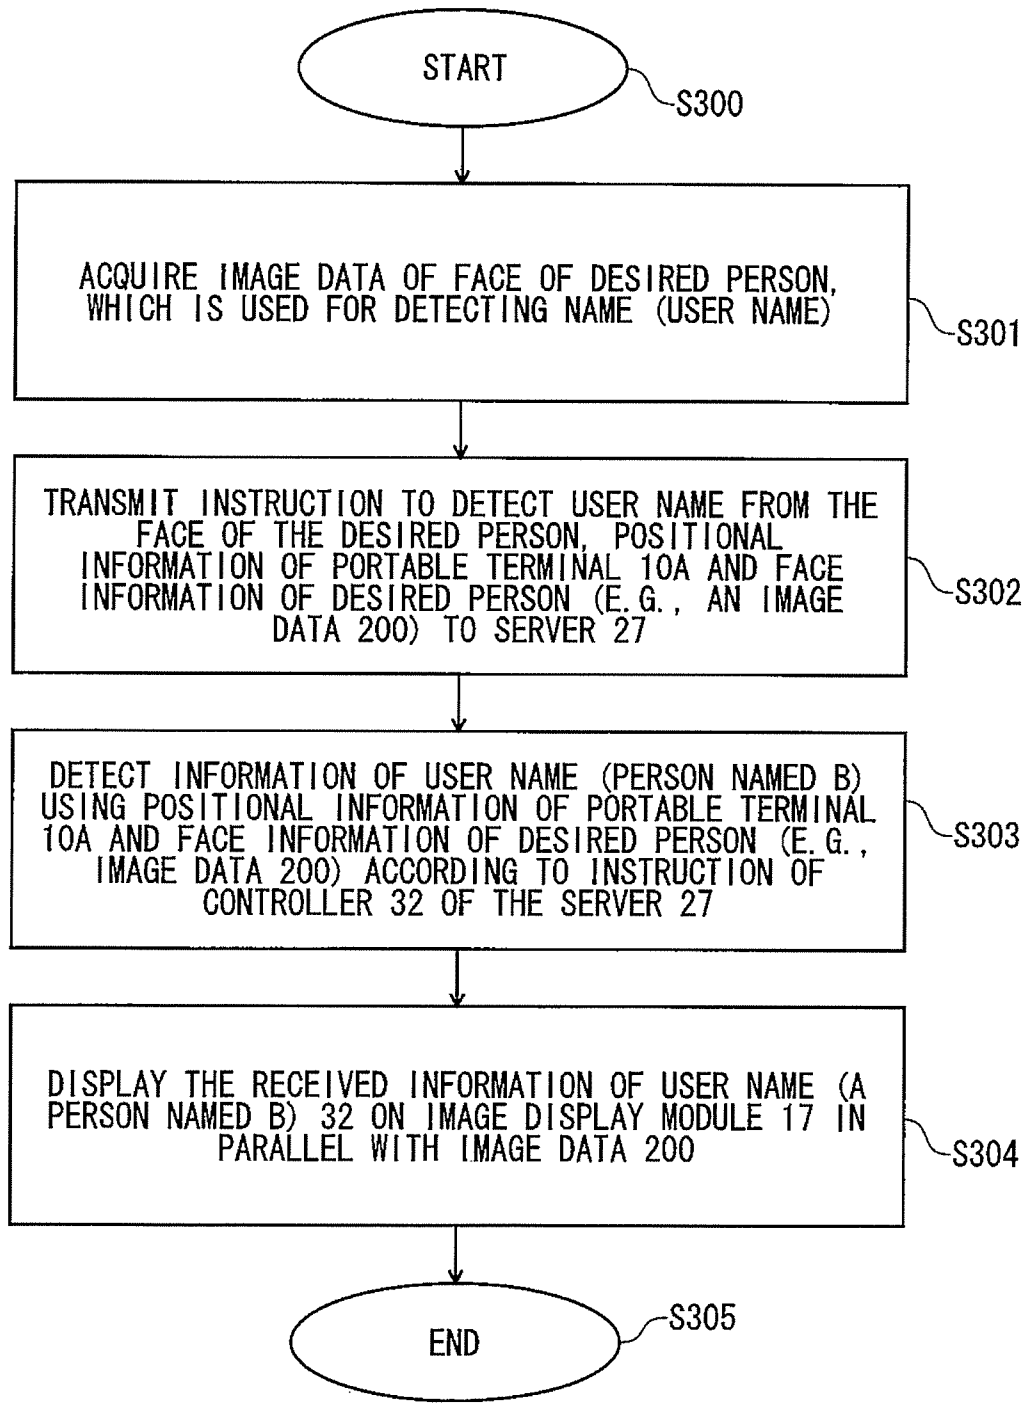 START
S300
ACQUIRE IMAGE DATA OF FACE OF DESIRED PERSON,
WHICH IS USED FOR DETECTING NAME (USER NAME)
S301
TRANSMIT INSTRUCTION TO DETECT USER NAME FROM THE
FACE OF THE DESIRED PERSON, POSITIONAL
INFORMATION OF PORTABLE TERMINAL 10A AND FACE
INFORMATION OF DESIRED PERSON (E.G., AN IMAGE
DATA 200) TO SERVER 27
S302
DETECT INFORMATION OF USER NAME (PERSON NAMED B)
USING POSITIONAL INFORMATION OF PORTABLE TERMINAL
10A AND FACE INFORMATION OF DESIRED PERSON (E.G.,
IMAGE DATA 200) ACCORDING TO INSTRUCTION OF
CONTROLLER 32 OF THE SERVER 27
S303
DISPLAY THE RECEIVED INFORMATION OF USER NAME (A
PERSON NAMED B) 32 ON IMAGE DISPLAY MODULE 17 IN
PARALLEL WITH IMAGE DATA 200
S304
END
S305